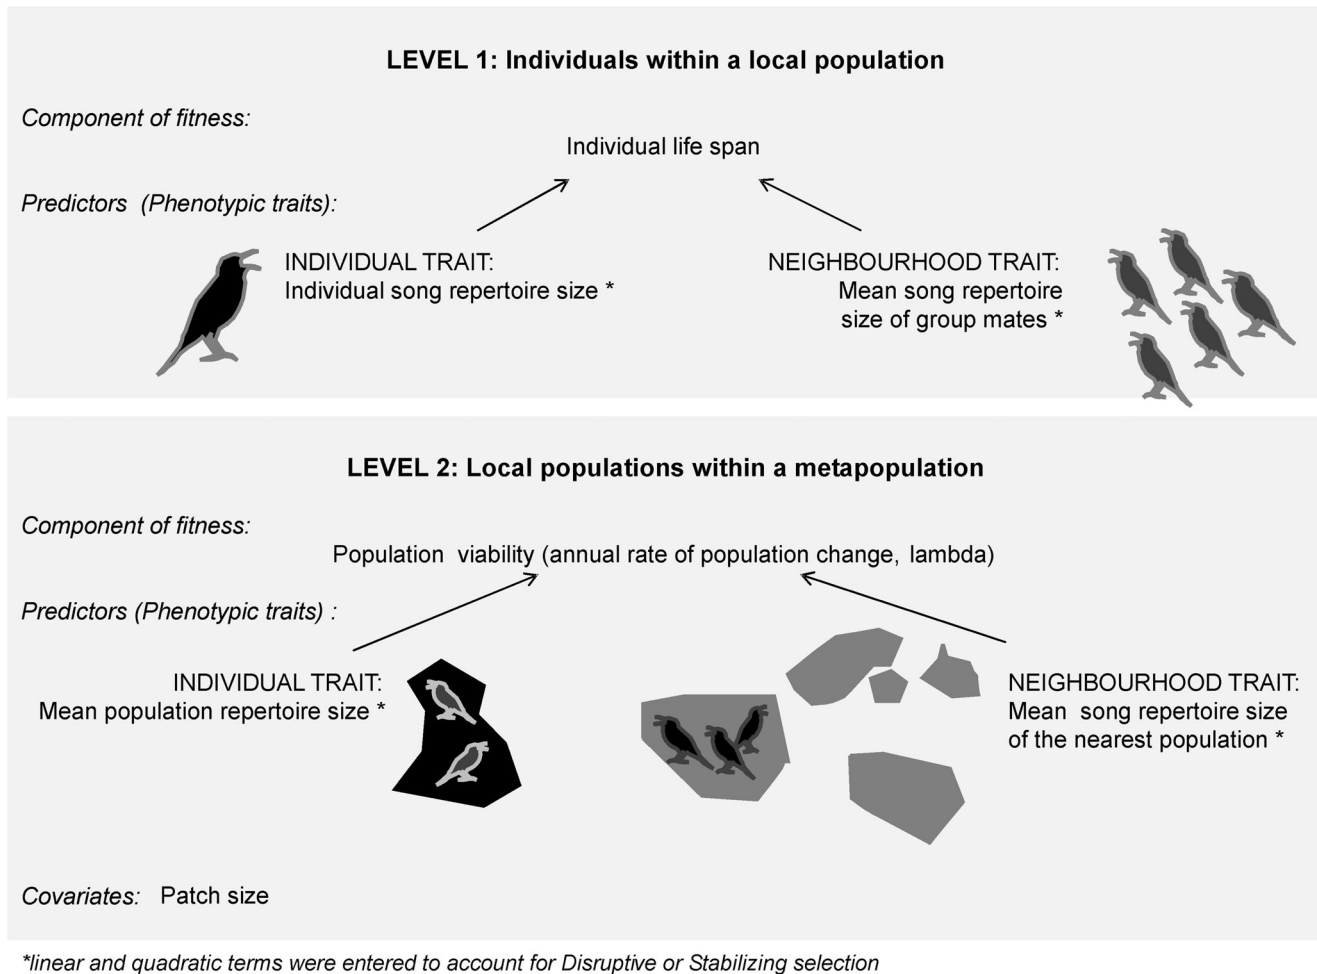 LEVEL 1: Individuals within a local population
Component of fitness:
Individual life span
Predictors (Phenotypic traits):
INDIVIDUAL TRAIT:
Individual song repertoire size *
NEIGHBOURHOOD TRAIT:
Mean song repertoire
size of group mates *
LEVEL 2: Local populations within a metapopulation
Component of fitness:
Population viability (annual rate of population change, lambda)
Predictors (Phenotypic traits) :
INDIVIDUAL TRAIT:
Mean population repertoire size *
NEIGHBOURHOOD TRAIT:
Mean song repertoire size
of the nearest population *
Covariates: Patch size
*linear and quadratic terms were entered to account for Disruptive or Stabilizing selection